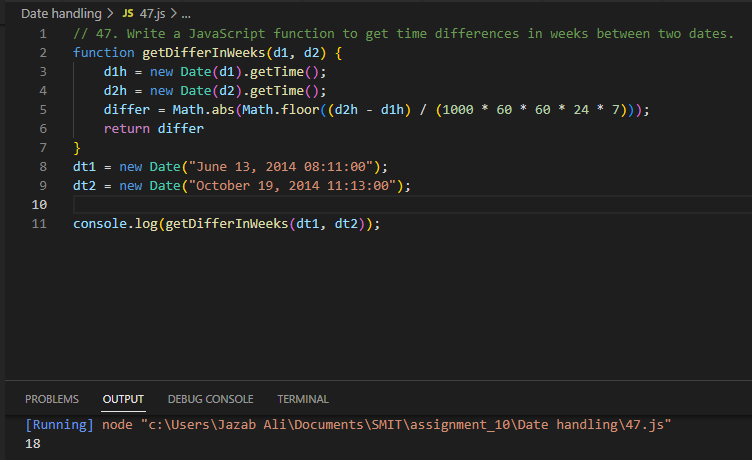 Date handling > JS 47.js > ...
1 // 47. Write a JavaScript function to get time differences in weeks between two dates.
2 function getDifferInWeeks(d1, d2) {
3     d1h = new Date(d1).getTime();
4     d2h = new Date(d2).getTime();
5     differ = Math.abs(Math.floor((d2h - d1h) / (1000 * 60 * 60 * 24 * 7)));
6     return differ
7 }
8 dt1 = new Date("June 13, 2014 08:11:00");
9 dt2 = new Date("October 19, 2014 11:13:00");
10
11 console.log(getDifferInWeeks(dt1, dt2));
PROBLEMS OUTPUT DEBUG CONSOLE TERMINAL
[Running] node "c:\Users\Jazab Ali\Documents\SMIT\assignment_10\Date handling\47.js"
18